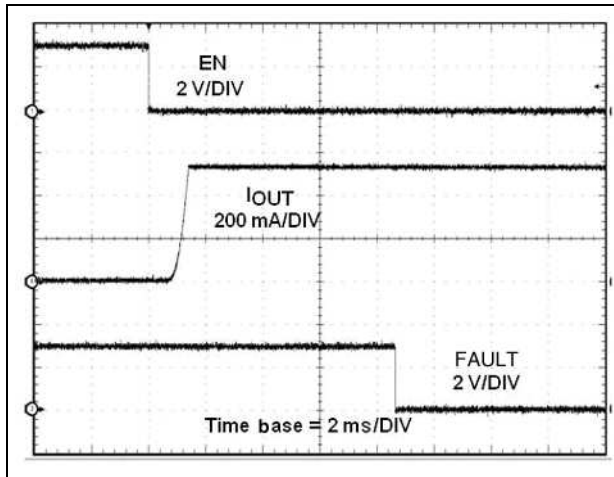 EN
2 V/DIV
IOUT
200 mA/DIV
FAULT
2 V/DIV
Time base = 2 ms/DIV